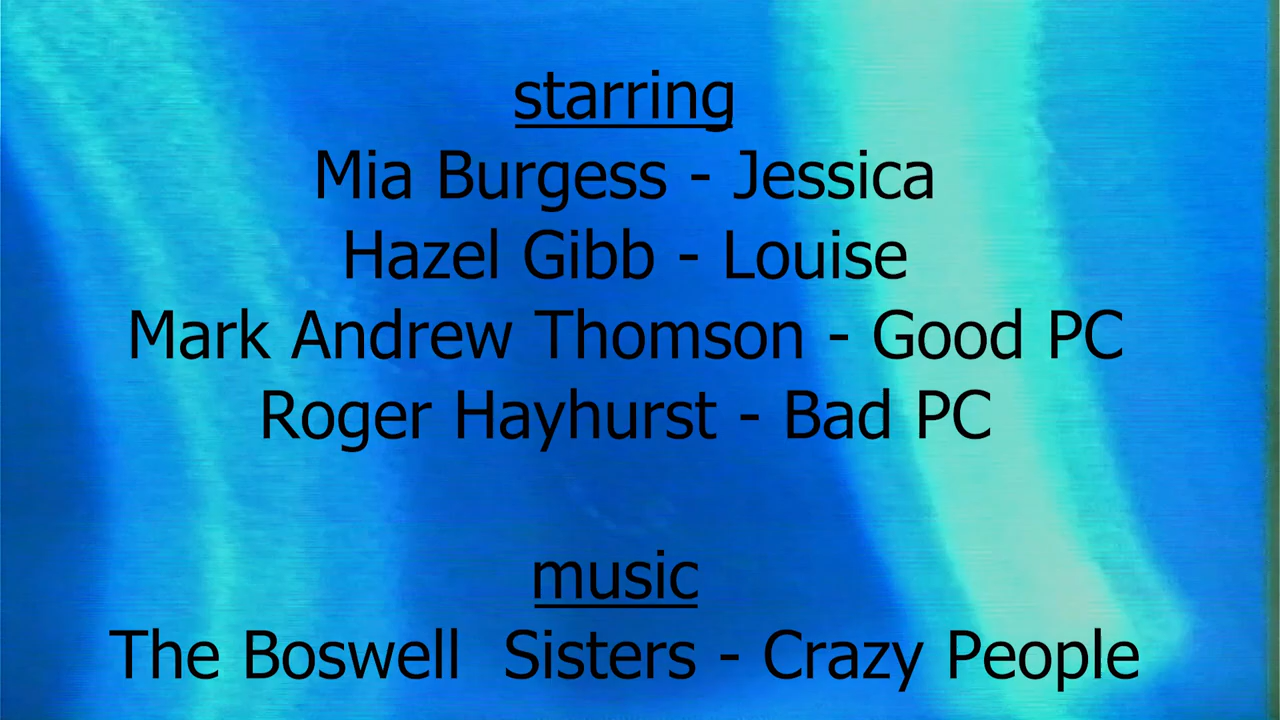 starring
Mia Burgess - Jessica
Hazel Gibb - Louise
Mark Andrew Thomson - Good PC
Roger Hayhurst - Bad PC
music
The Boswell  Sisters - Crazy People